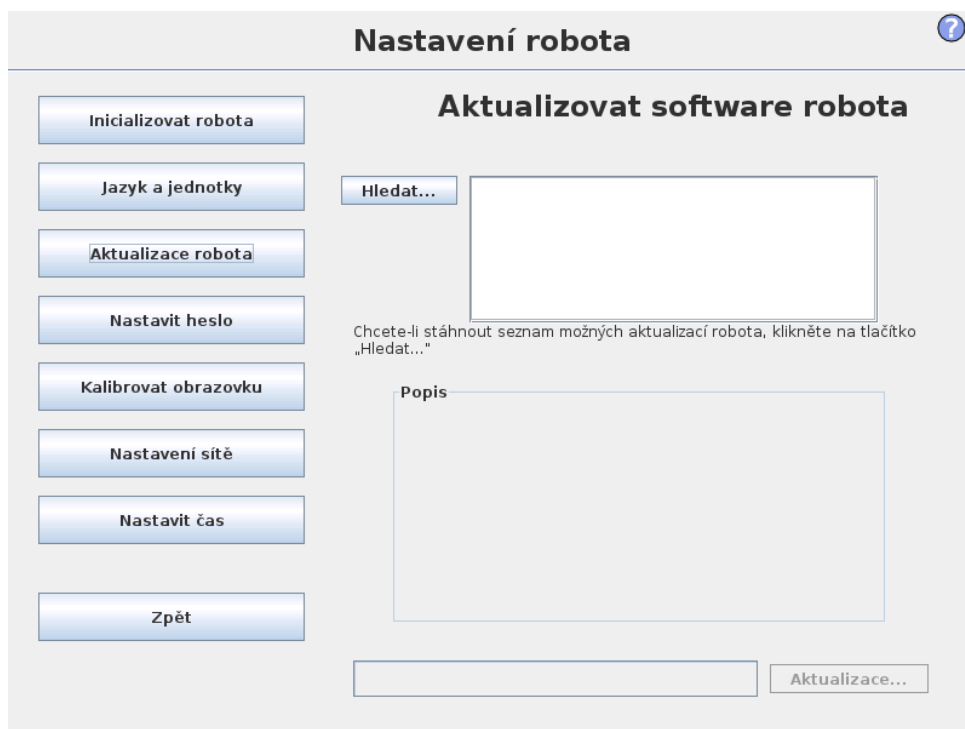 Nastavení robota
?
Inicializovat robota
Jazyk a jednotky
Aktualizace robota
Nastavit heslo
Kalibrovat obrazovku
Nastavení sítě
Nastavit čas
Zpět
Aktualizovat software robota
Hledat...
Chcete-li stáhnout seznam možných aktualizací robota, klikněte na tlačítko
„Hledat..."
Popis
Aktualizace...